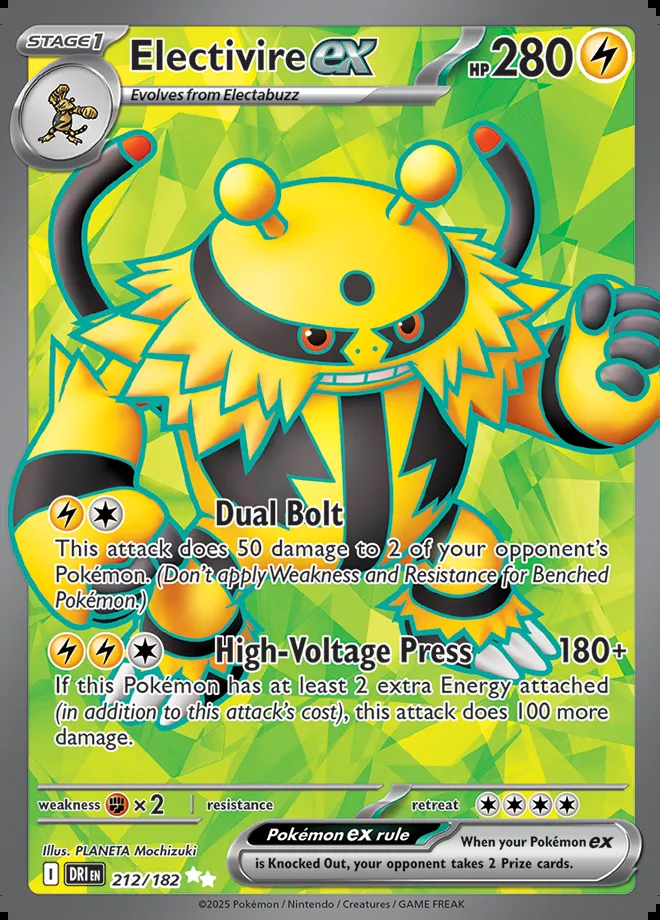 STAGE1
Electivire ex
HP 280
Evolves from Electabuzz
Dual Bolt
This attack does 50 damage to 2 of your opponent's
Pokémon. (Don't apply Weakness and Resistance for Benched
Pokémon.)
High-Voltage Press 180+
If this Pokémon has at least 2 extra Energy attached
(in addition to this attack's cost), this attack does 100 more
damage.
weakness ×2 resistance retreat
Pokémon ex rule
When your Pokémon ex
is Knocked Out, your opponent takes 2 Prize cards.
Illus. PLANETA Mochizuki
I DRI EN 212/182
©2025 Pokémon / Nintendo / Creatures / GAME FREAK